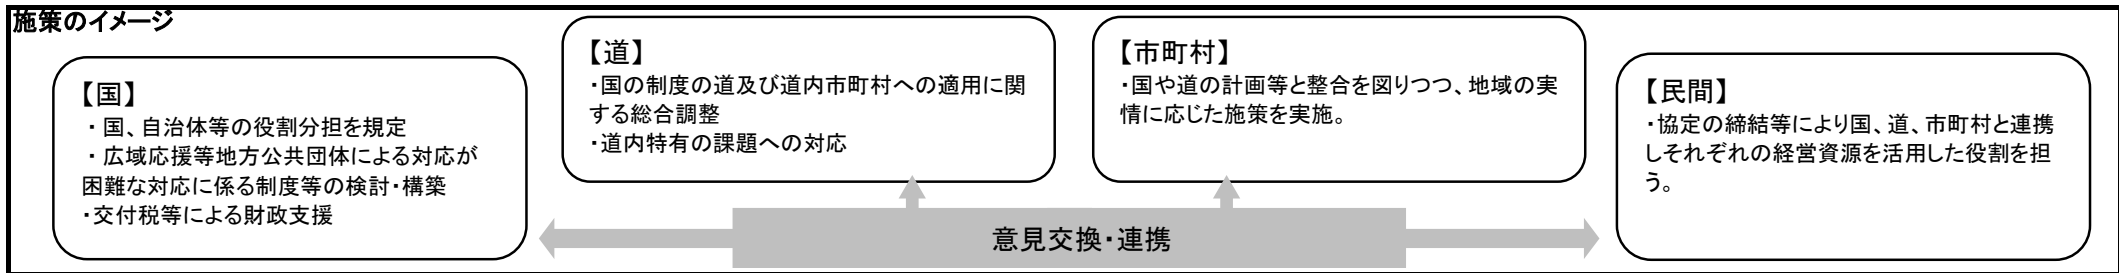 施策のイメージ
【国】
・ 国、自治体等の役割分担を規定
・ 広域応援等地方公共団体による対応が
困難な対応に係る制度等の検討・構築
・交付税等による財政支援
【道】
・国の制度の道及び道内市町村への適用に関
する総合調整
・道内特有の課題への対応
【市町村】
・国や道の計画等と整合を図りつつ、地域の実
情に応じた施策を実施。
【民間】
・協定の締結等により国、道、市町村と連携
しそれぞれの経営資源を活用した役割を担
う。
意見交換・連携